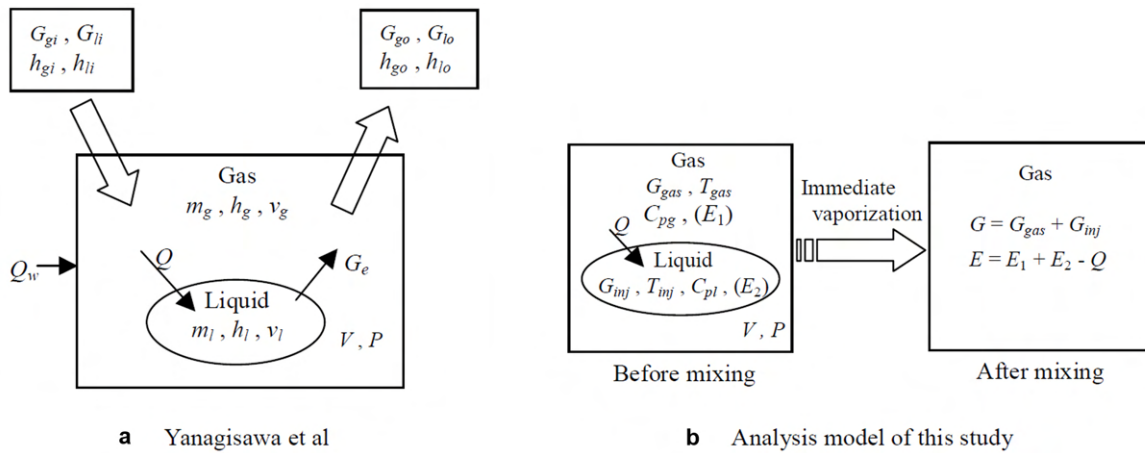 G_gi , G_li
h_gi , h_li
G_go , G_lo
h_go , h_lo
Gas
m_g , h_g , v_g
Q_w
Q
G_e
Liquid
m_l , h_l , v_l
V , P
a Yanagisawa et al
Gas
G_gas , T_gas
C_pg , (E_1)
Q
Liquid
G_inj , T_inj , C_pl , (E_2)
V , P
Before mixing
Immediate
vaporization
Gas
G = G_gas + G_inj
E = E_1 + E_2 - Q
After mixing
b Analysis model of this study